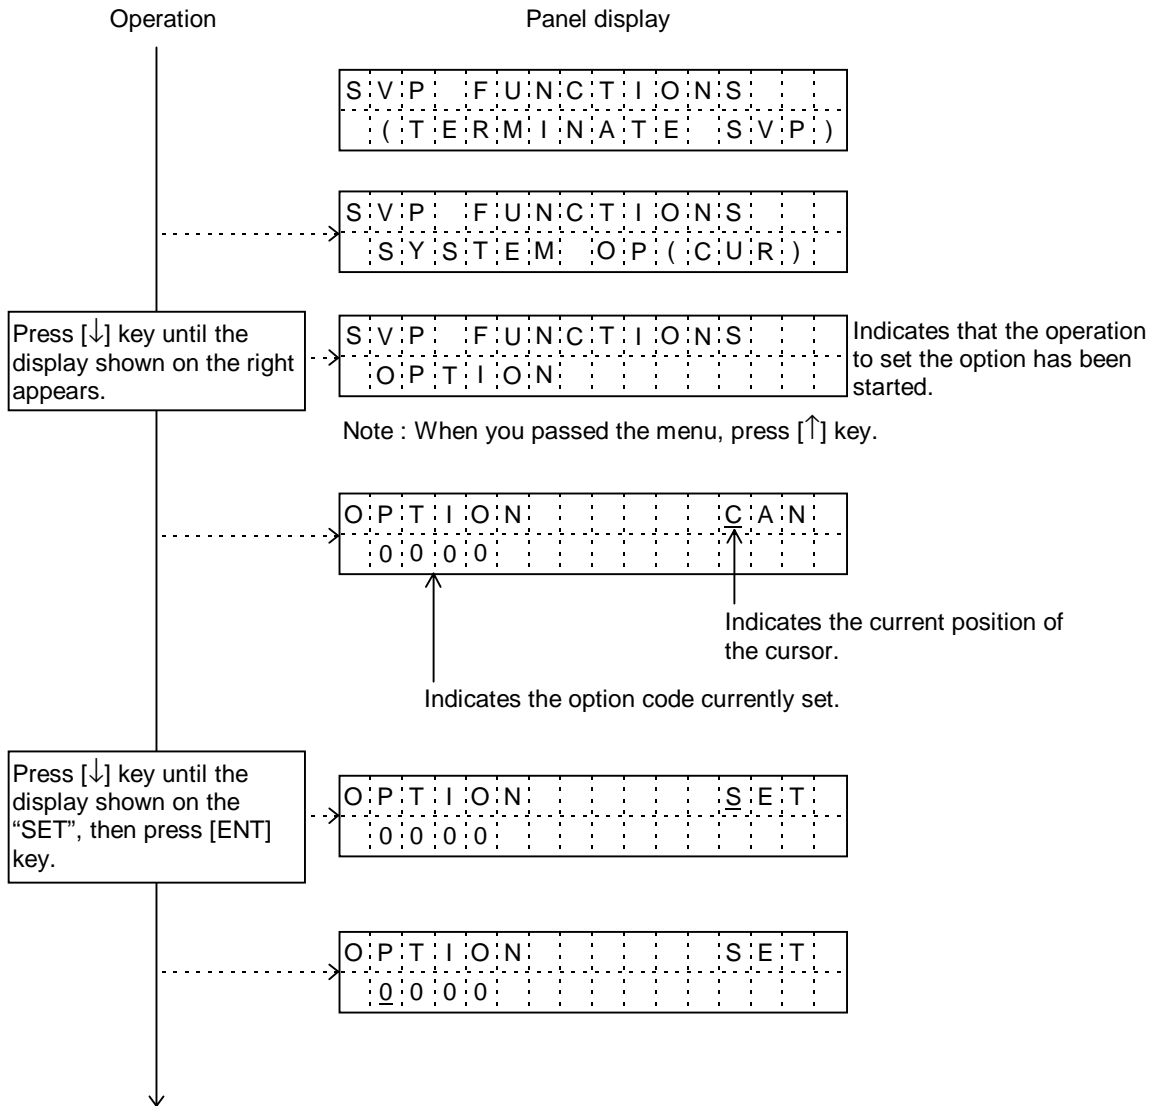 Operation
Panel display
SVP FUNCTIONS
(TERMINATE SVP)
SVP FUNCTIONS
SYSTEM OP(CUR)
Press [↓] key until the
display shown on the right
appears.
SVP FUNCTIONS
OPTION
Indicates that the operation
to set the option has been
started.
Note : When you passed the menu, press [↑] key.
OPTION CAN
0000
Indicates the current position of
the cursor.
Indicates the option code currently set.
Press [↓] key until the
display shown on the
“SET”, then press [ENT]
key.
OPTION SET
0000
OPTION SET
0000